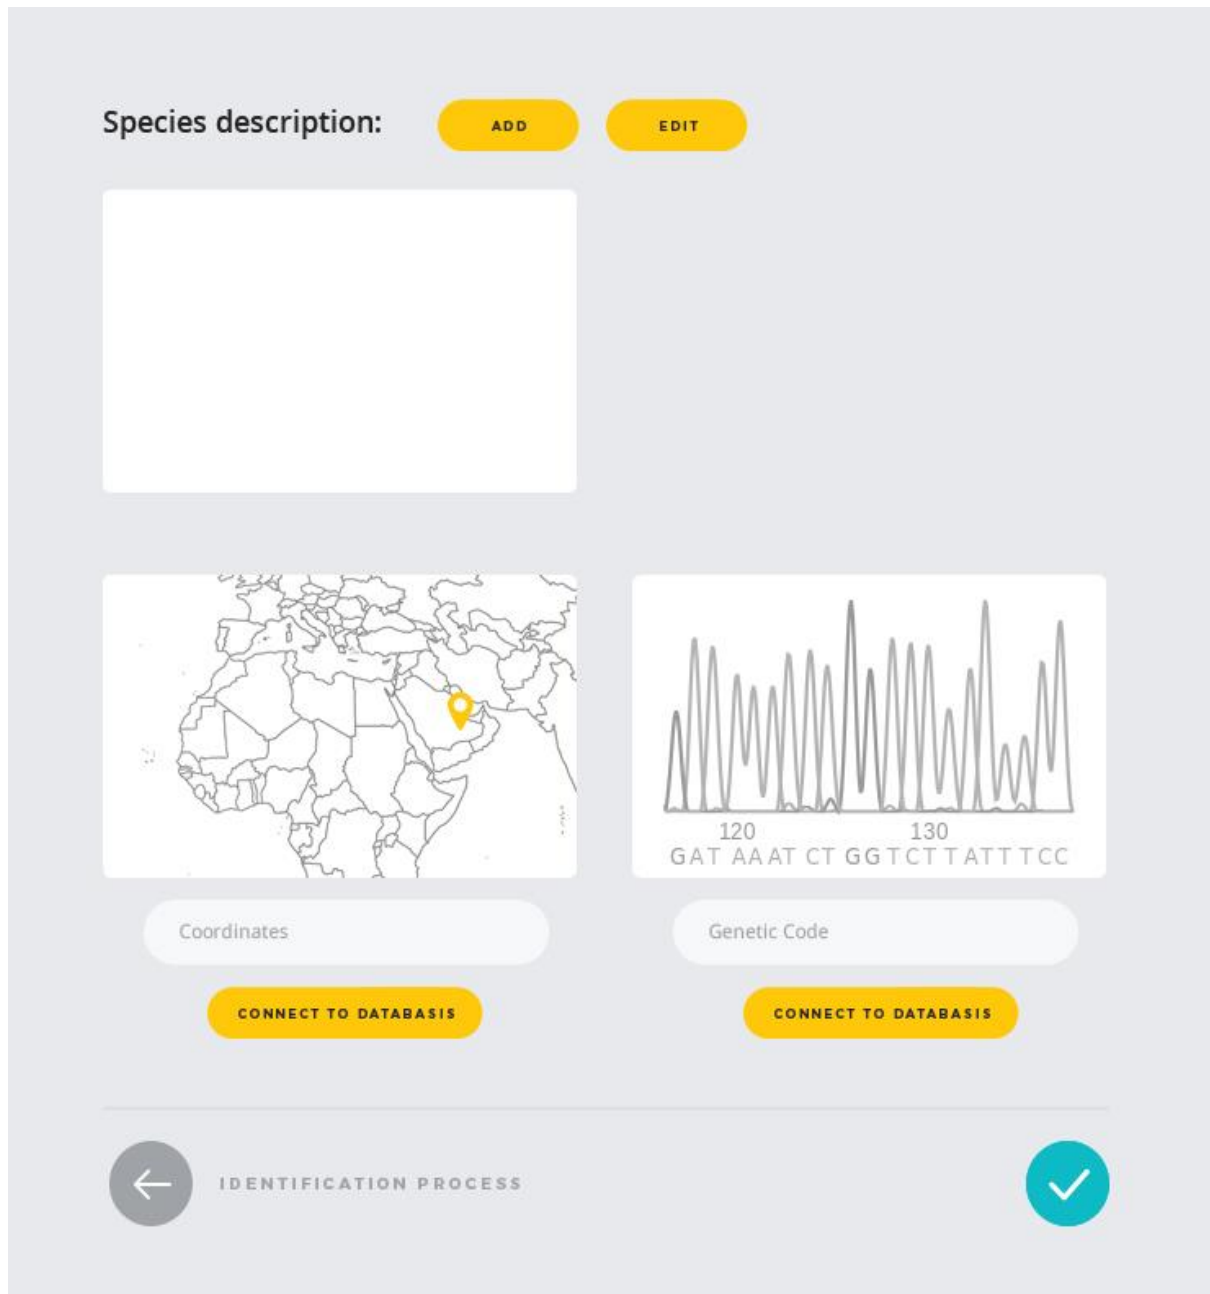 Species description:
ADD
EDIT
120 130
GAT AAAT CT GGTCTTATTTCC
Coordinates
Genetic Code
CONNECT TO DATABASIS
CONNECT TO DATABASIS
IDENTIFICATION PROCESS